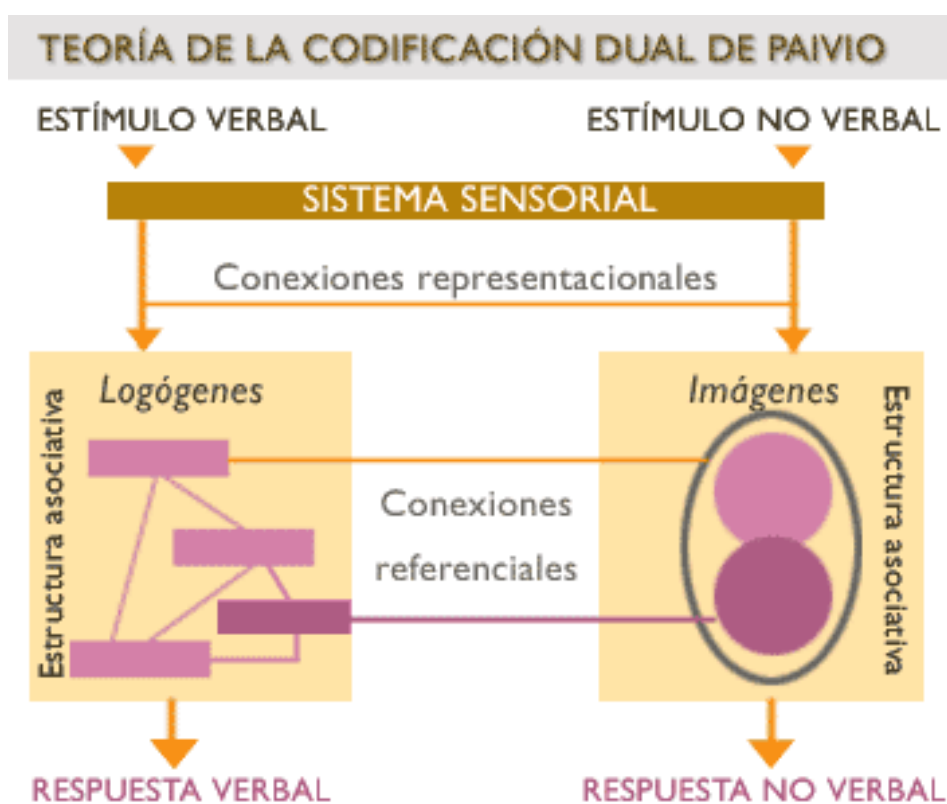 TEORÍA DE LA CODIFICACIÓN DUAL DE PAIVIO
ESTÍMULO VERBAL
ESTÍMULO NO VERBAL
SISTEMA SENSORIAL
Conexiones representacionales
Estructura asociativa
Logógenes
Imágenes
Estructura asociativa
Conexiones
referenciales
RESPUESTA VERBAL
RESPUESTA NO VERBAL